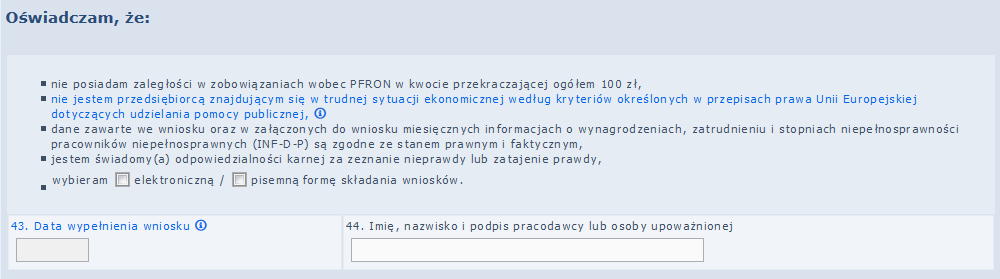 Oświadczam, że:
nie posiadam zaległości w zobowiązaniach wobec PFRON w kwocie przekraczającej ogółem 100 zł,
nie jestem przedsiębiorcą znajdującym się w trudnej sytuacji ekonomicznej według kryteriów określonych w przepisach prawa Unii Europejskiej
dotyczących udzielania pomocy publicznej,
dane zawarte we wniosku oraz w załączonych do wniosku miesięcznych informacjach o wynagrodzeniach, zatrudnieniu i stopniach niepełnosprawności
pracowników niepełnosprawnych (INF-D-P) są zgodne ze stanem prawnym i faktycznym,
jestem świadomy(a) odpowiedzialności karnej za zeznanie nieprawdy lub zatajenie prawdy,
wybieram elektroniczną / pisemną formę składania wniosków.
43. Data wypełnienia wniosku
44. Imię, nazwisko i podpis pracodawcy lub osoby upoważnionej